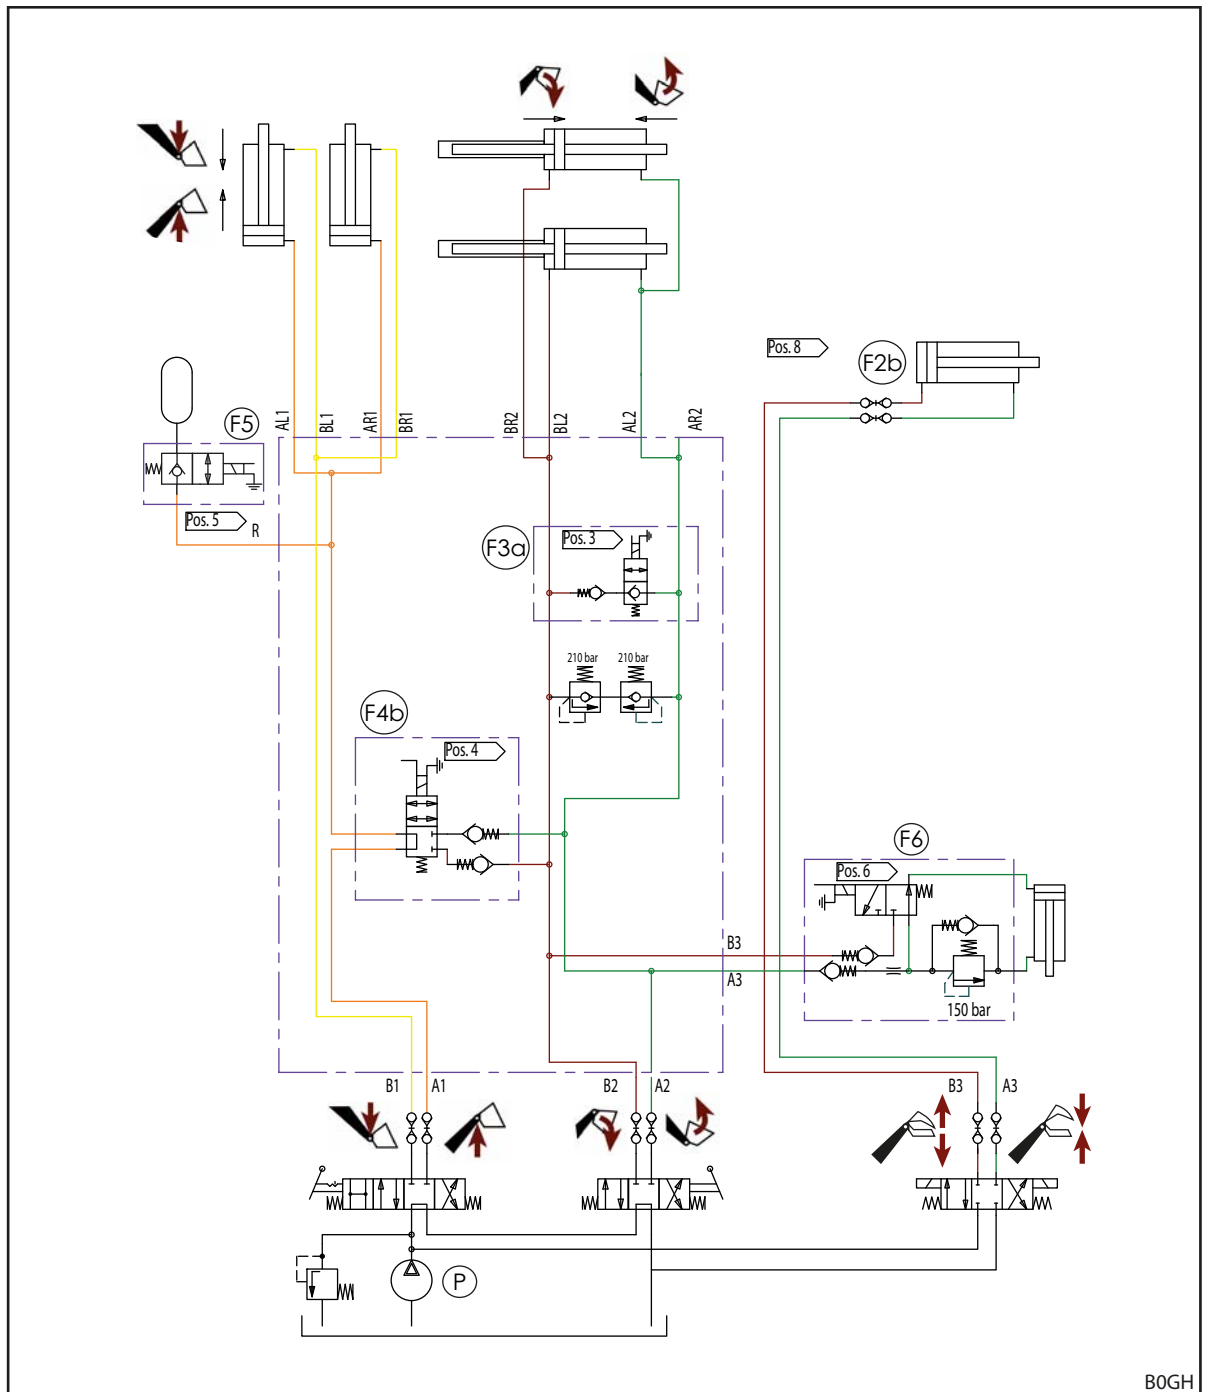 Pos. 8
F2b
F5
AL1
BL1
AR1
BR1
BR2
BL2
AL2
AR2
Pos. 5
R
F3a
Pos. 3
210 bar
210 bar
F4b
Pos. 4
F6
Pos. 6
B3
A3
150 bar
B1
A1
B2
A2
B3
A3
P
B0GH